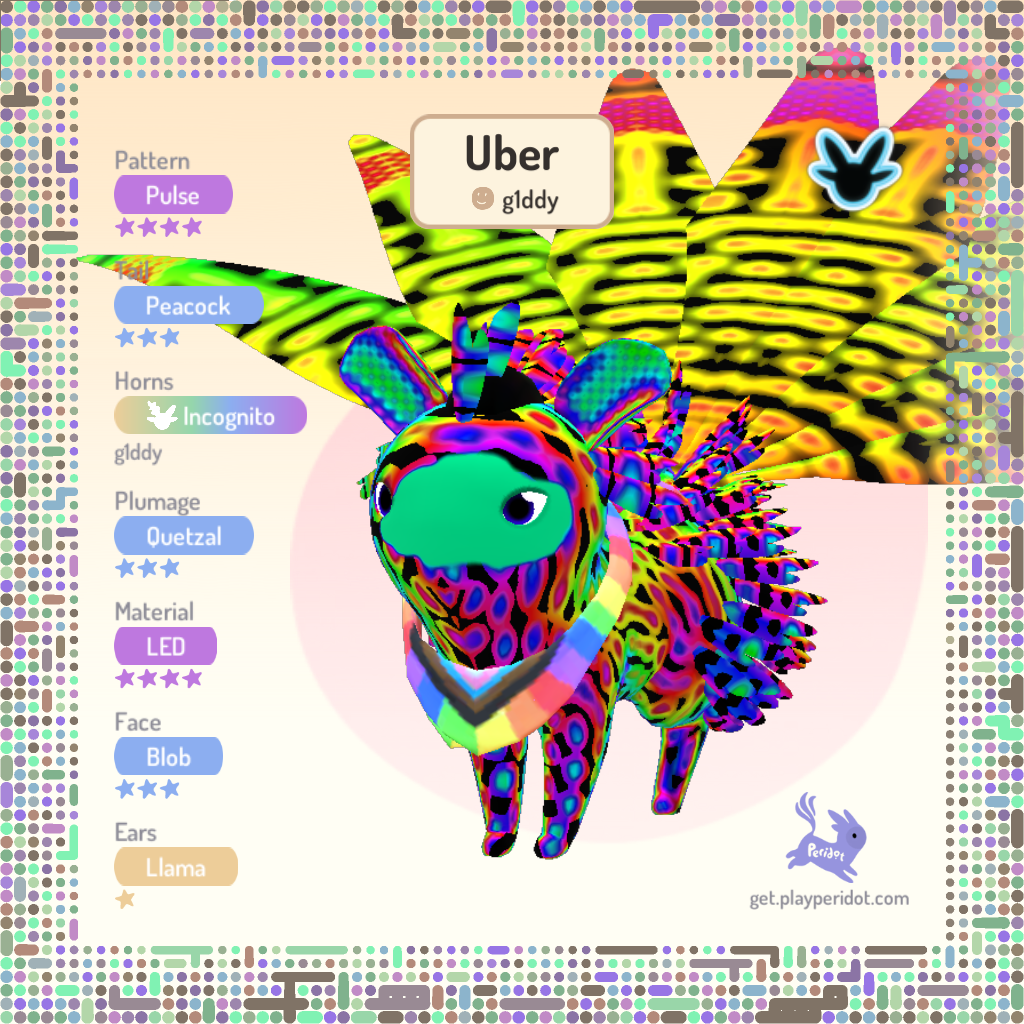 Uber
g1ddy
Pattern
Pulse
Tail
Peacock
Horns
Incognito
g1ddy
Plumage
Quetzal
Material
LED
Face
Blob
Ears
Llama
Peridot
get.playperidot.com